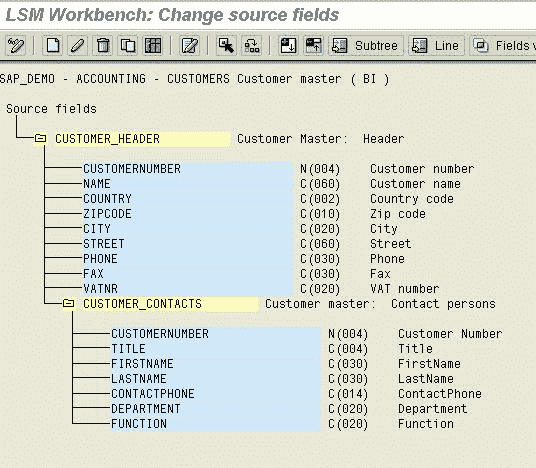 LSM Workbench: Change source fields
Subtree Line Fields
SAP_DEMO - ACCOUNTING - CUSTOMERS Customer master ( BI )
Source fields
CUSTOMER_HEADER Customer Master: Header
CUSTOMERNUMBER N(004) Customer number
NAME C(060) Customer name
COUNTRY C(002) Country code
ZIPCODE C(010) Zip code
CITY C(020) City
STREET C(060) Street
PHONE C(030) Phone
FAX C(030) Fax
VATNR C(020) VAT number
CUSTOMER_CONTACTS Customer master: Contact persons
CUSTOMERNUMBER N(004) Customer Number
TITLE C(004) Title
FIRSTNAME C(030) FirstName
LASTNAME C(030) LastName
CONTACTPHONE C(014) ContactPhone
DEPARTMENT C(020) Department
FUNCTION C(020) Function